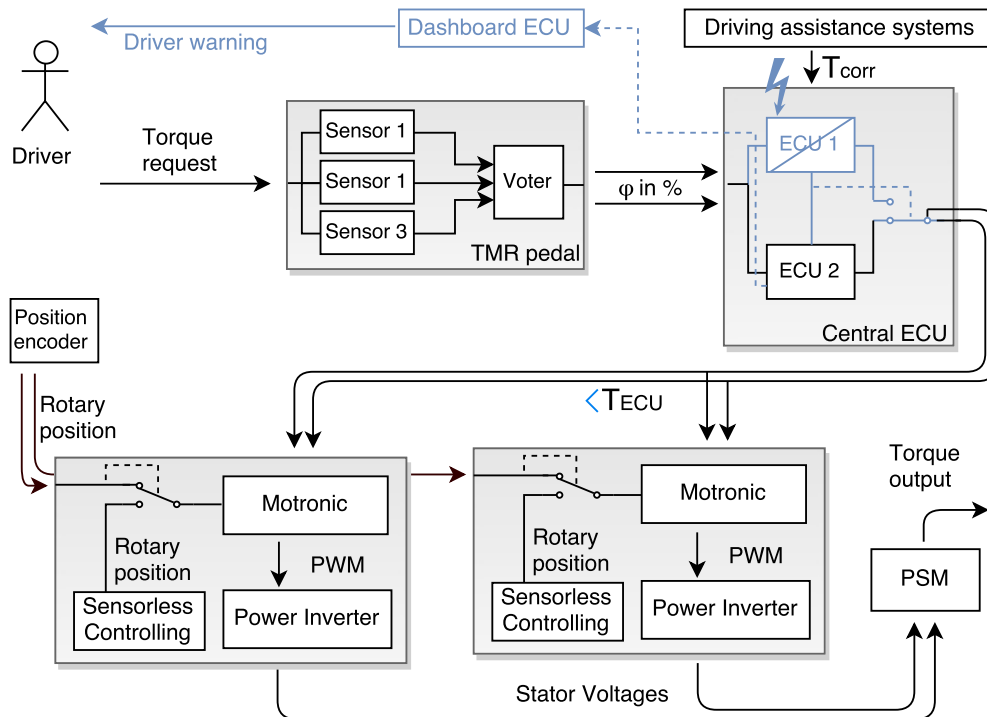 Driver warning
Dashboard ECU
Driving assistance systems
Tcorr
Driver
Torque
request
Sensor 1
Sensor 1
Sensor 3
Voter
TMR pedal
φ in %
ECU 1
ECU 2
Central ECU
Position
encoder
Rotary
position
TECU
Motronic
Rotary
position
PWM
Sensorless
Controlling
Power Inverter
Motronic
Rotary
position
PWM
Sensorless
Controlling
Power Inverter
Torque
output
PSM
Stator Voltages